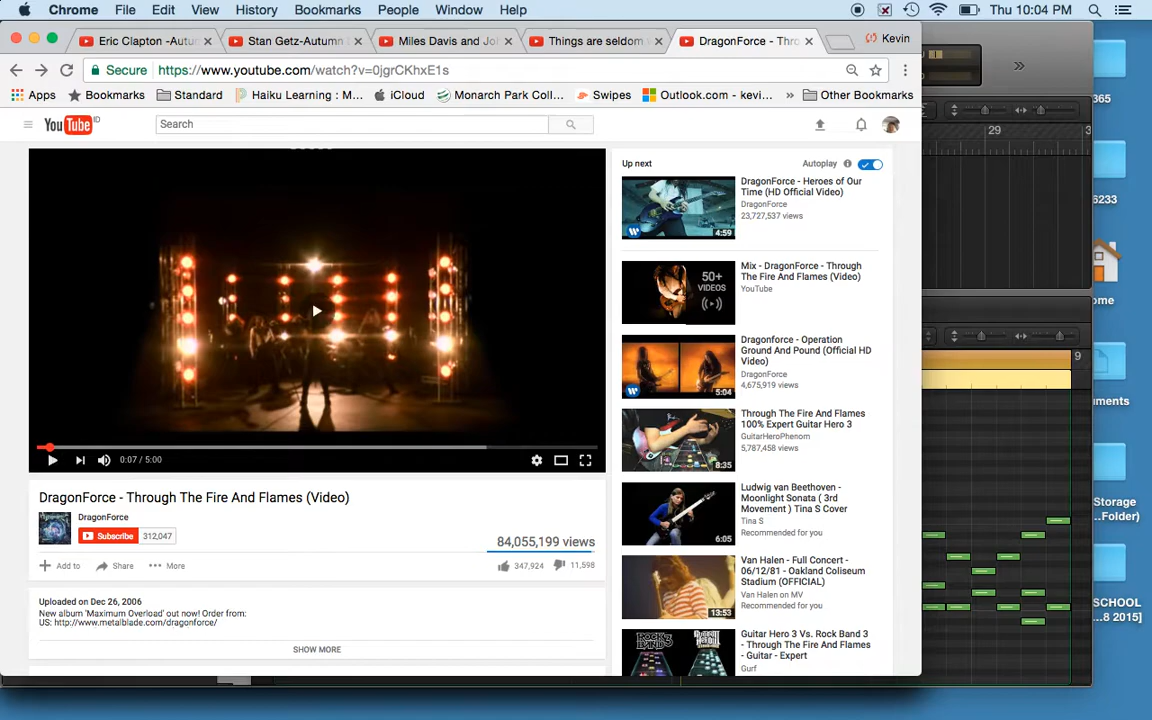 Chrome File Edit View History Bookmarks People Window Help Thu 10:04 PM
Eric Clapton -Autum
Stan Getz-Autumn
Miles Davis and Joh
Things are seldom
DragonForce - Thro
Kevin
Secure https://www.youtube.com/watch?v=0jgrCKhxE1s
Apps Bookmarks Standard Haiku Learning : M... iCloud Monarch Park Coll... Swipes Outlook.com - kevi... » Other Bookmarks
YouTube ID
Search
Up next
Autoplay
DragonForce - Heroes of Our
Time (HD Official Video)
DragonForce
23,727,537 views
4:59
Mix - DragonForce - Through
The Fire And Flames (Video)
YouTube
50+
VIDEOS
Dragonforce - Operation
Ground And Pound (Official HD
Video)
DragonForce
4,675,919 views
5:04
Through The Fire And Flames
100% Expert Guitar Hero 3
GuitarHeroPhenom
5,787,458 views
8:35
Ludwig van Beethoven -
Moonlight Sonata ( 3rd
Movement ) Tina S Cover
Tina S
Recommended for you
6:05
Van Halen - Full Concert -
06/12/81 - Oakland Coliseum
Stadium (OFFICIAL)
Van Halen on MV
Recommended for you
13:53
Guitar Hero 3 Vs. Rock Band 3
- Through The Fire And Flames
- Guitar - Expert
Gurf
0:07 / 5:00
DragonForce - Through The Fire And Flames (Video)
DragonForce
Subscribe 312,047
84,055,199 views
Add to Share More
347,924 11,598
Uploaded on Dec 26, 2006
New album 'Maximum Overload' out now! Order from:
US: http://www.metalblade.com/dragonforce/
SHOW MORE
29
9
365
6233
ome
uments
Storage
...Folder)
SCHOOL
...8 2015]